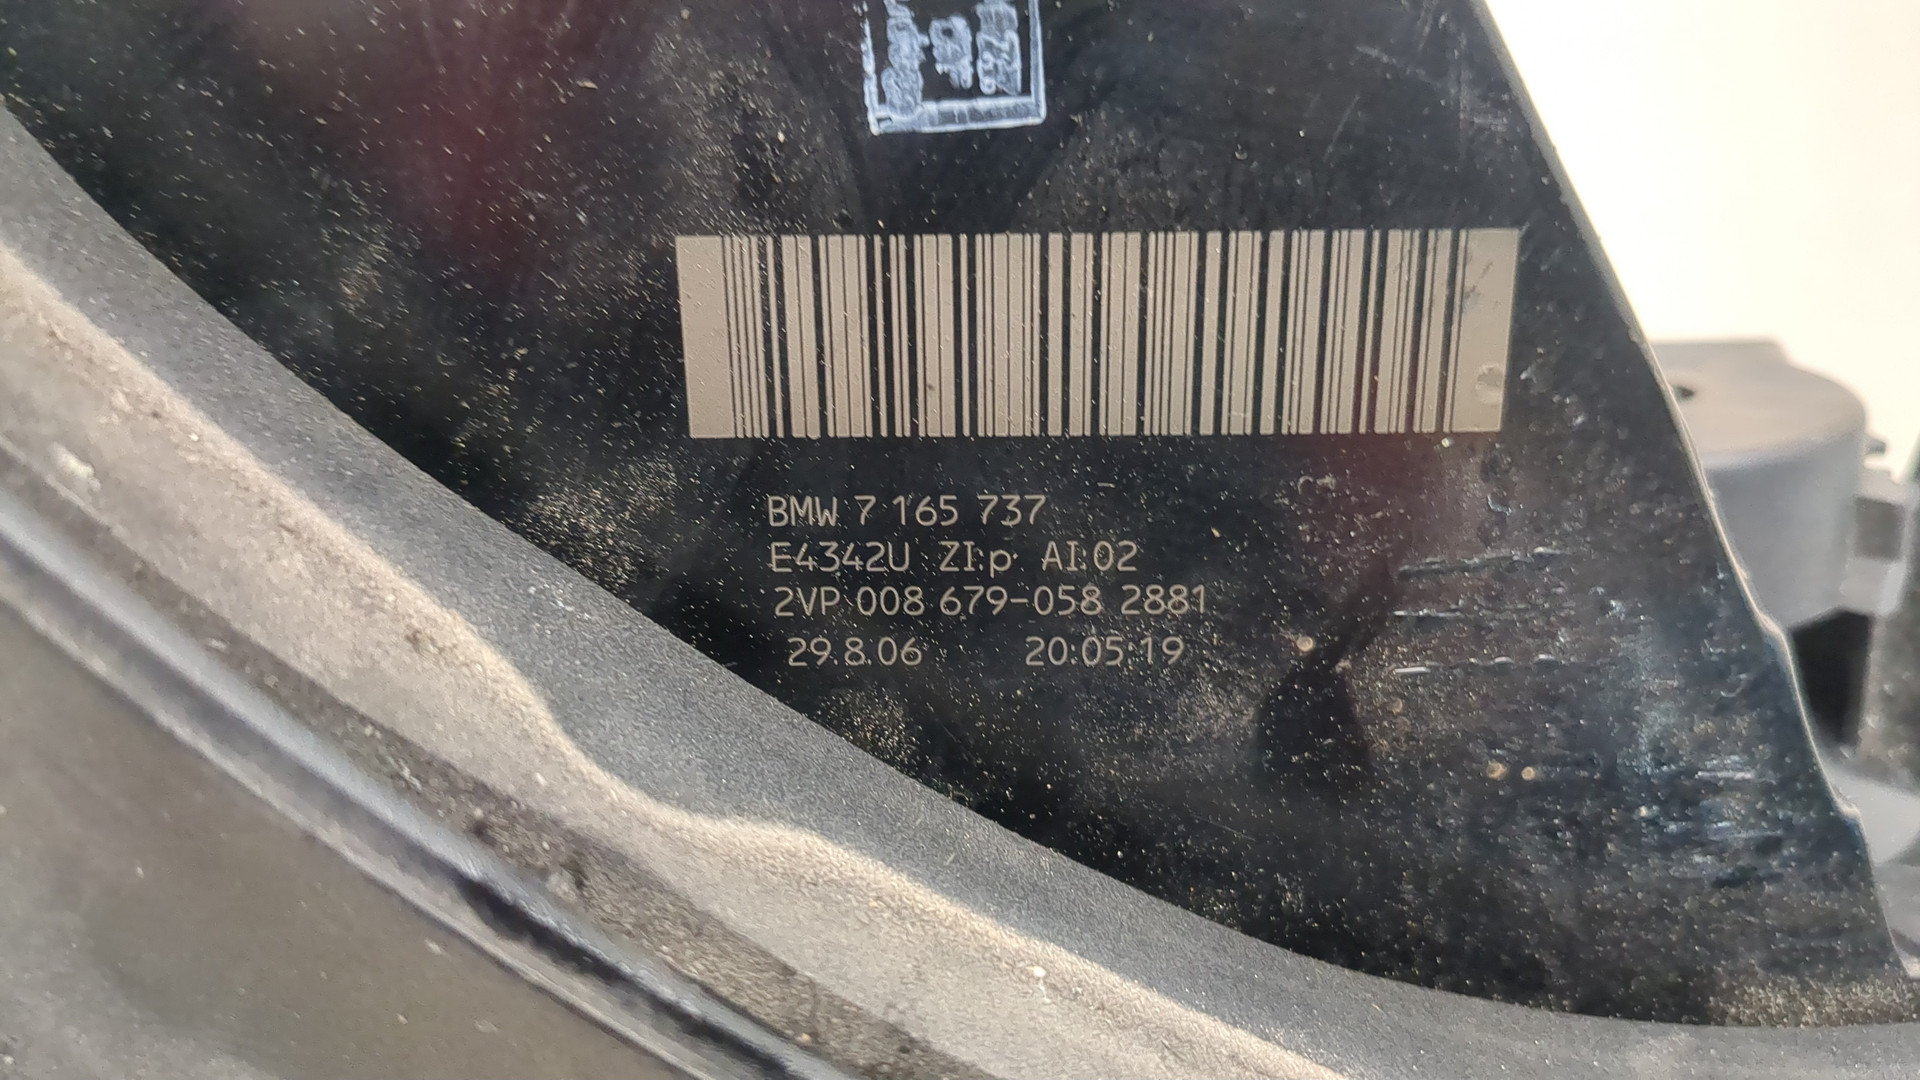 BMW 7 165 737
E4342U ZI:p AI:02
2VP 008 679-058 2881
29.8.06 20:05:19